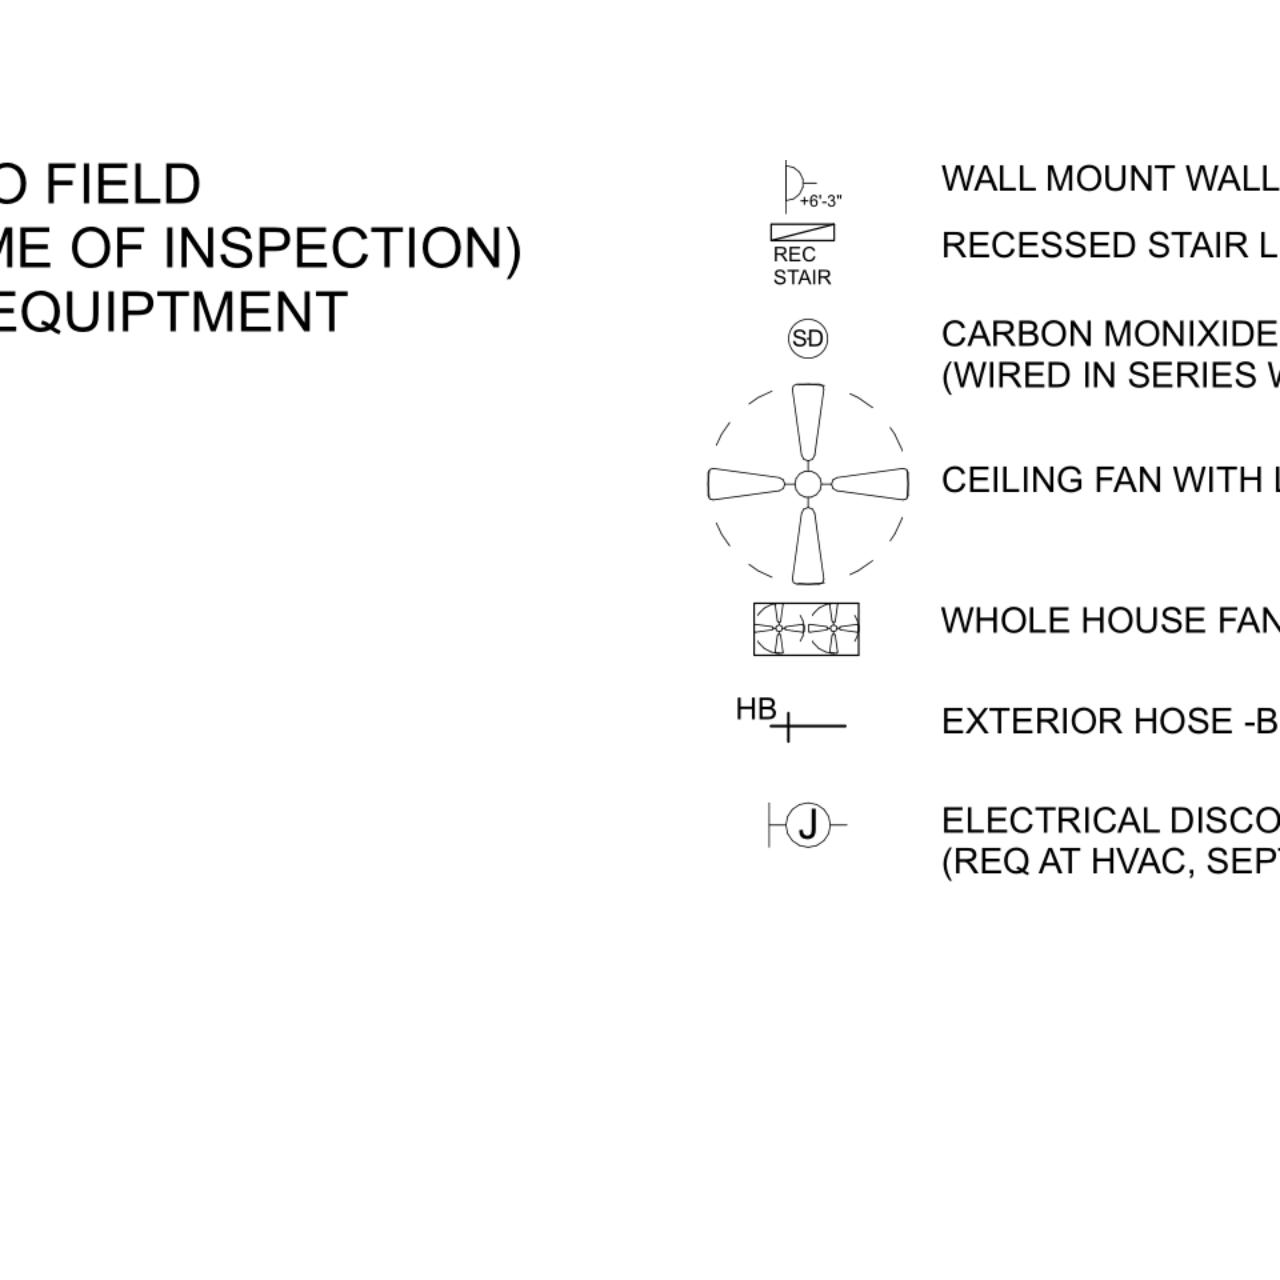 O FIELD
ME OF INSPECTION)
EQUIPTMENT
+6'-3"
WALL MOUNT WALL
REC
STAIR
RECESSED STAIR L
SD
CARBON MONIXIDE
(WIRED IN SERIES W
CEILING FAN WITH L
WHOLE HOUSE FAN
HB
EXTERIOR HOSE -B
J
ELECTRICAL DISCO
(REQ AT HVAC, SEPT